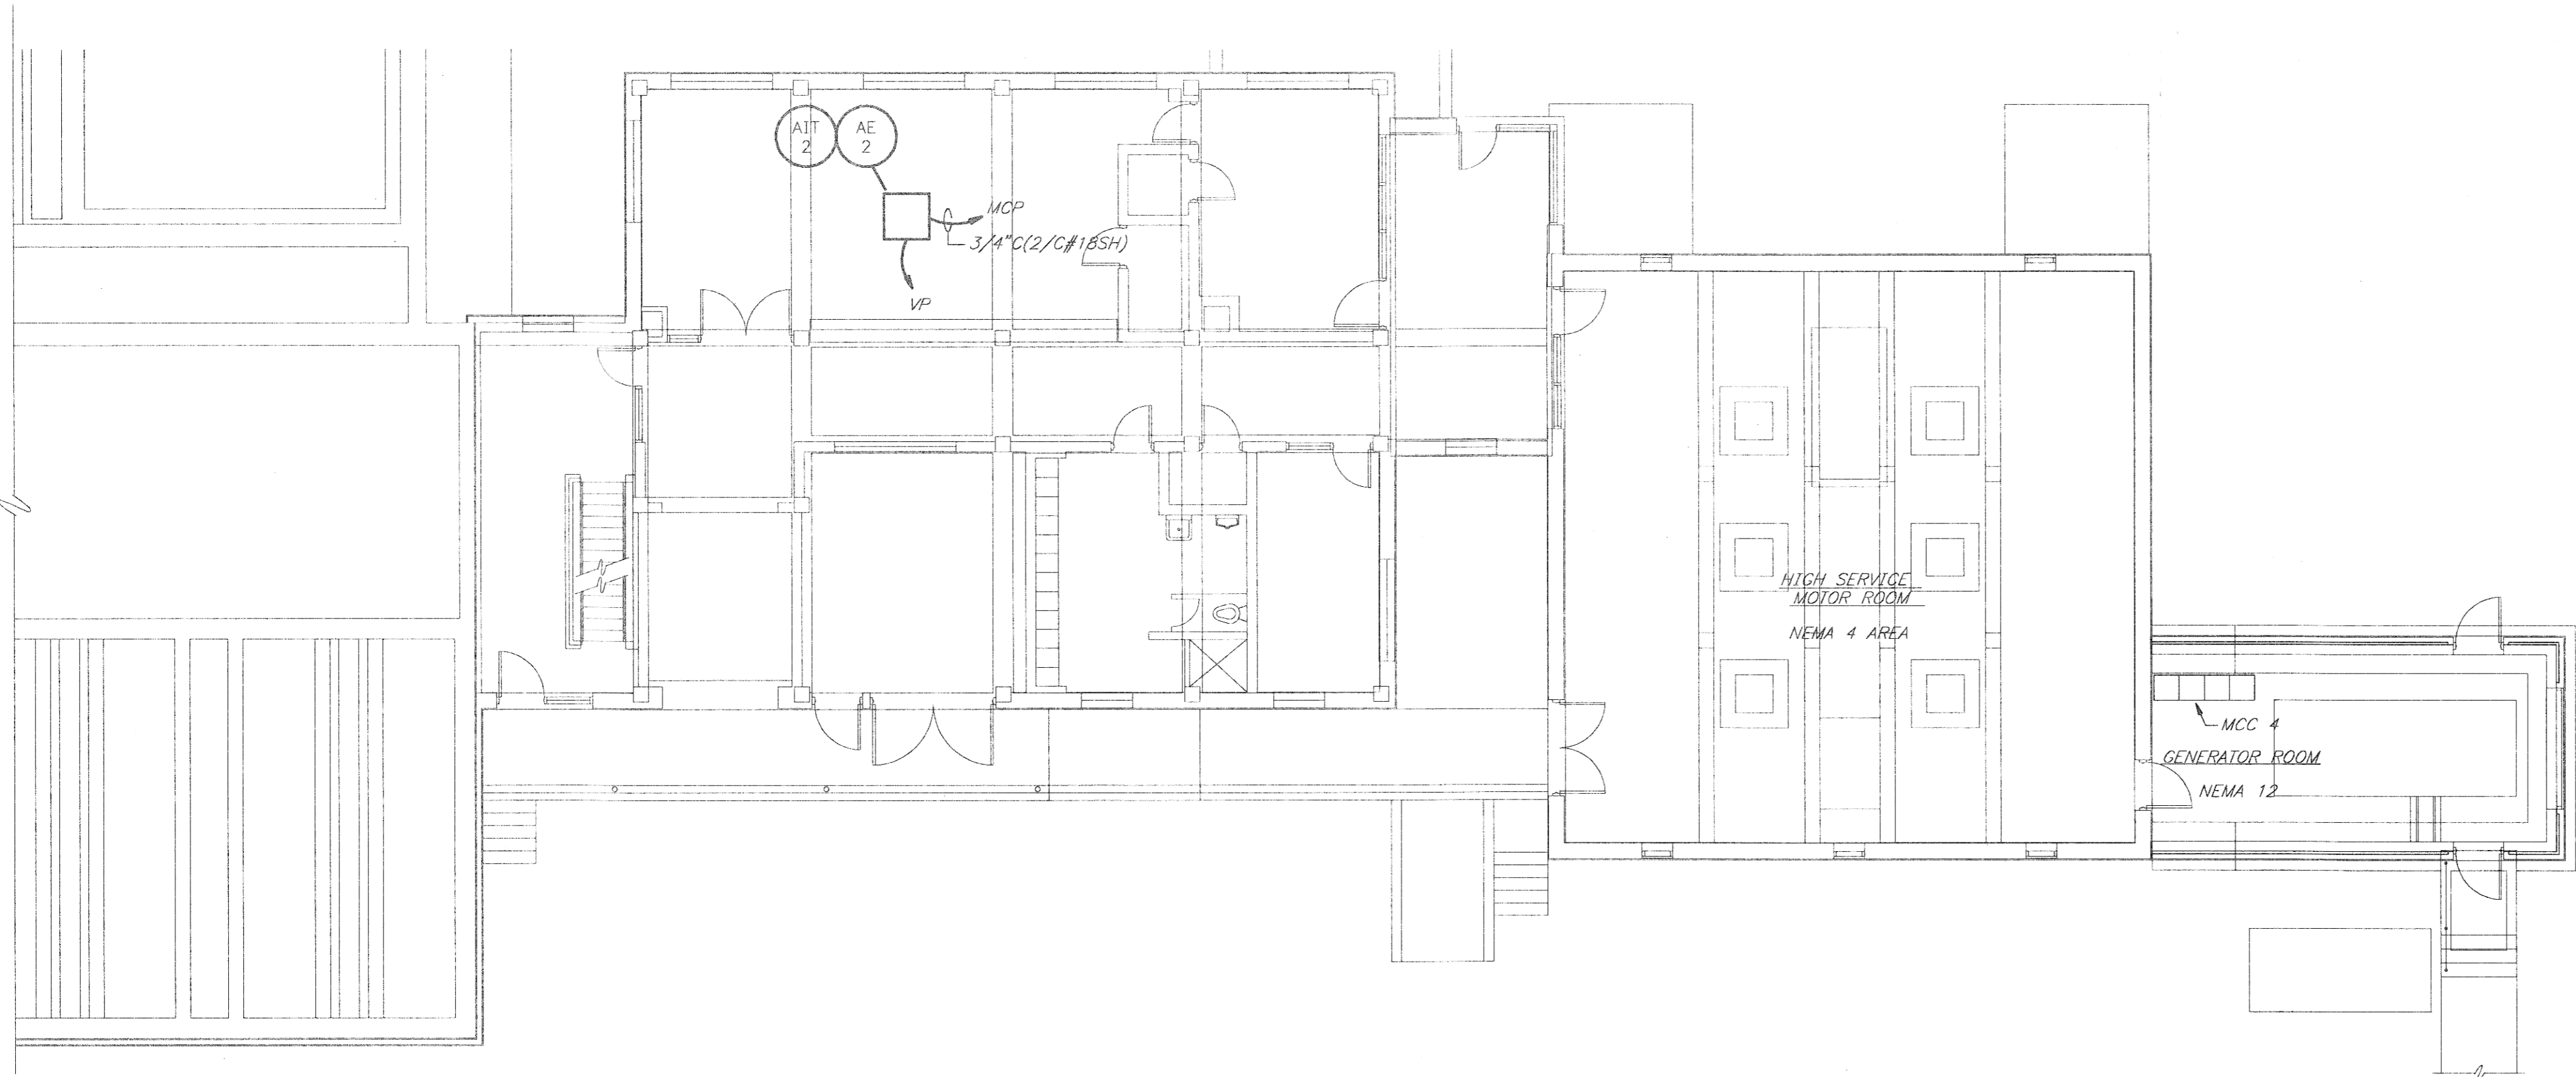 AIT
2
AE
2
MCP
3/4"C(2/C#18SH)
VP
HIGH SERVICE
MOTOR ROOM
NEMA 4 AREA
MCC 4
GENERATOR ROOM
NEMA 12